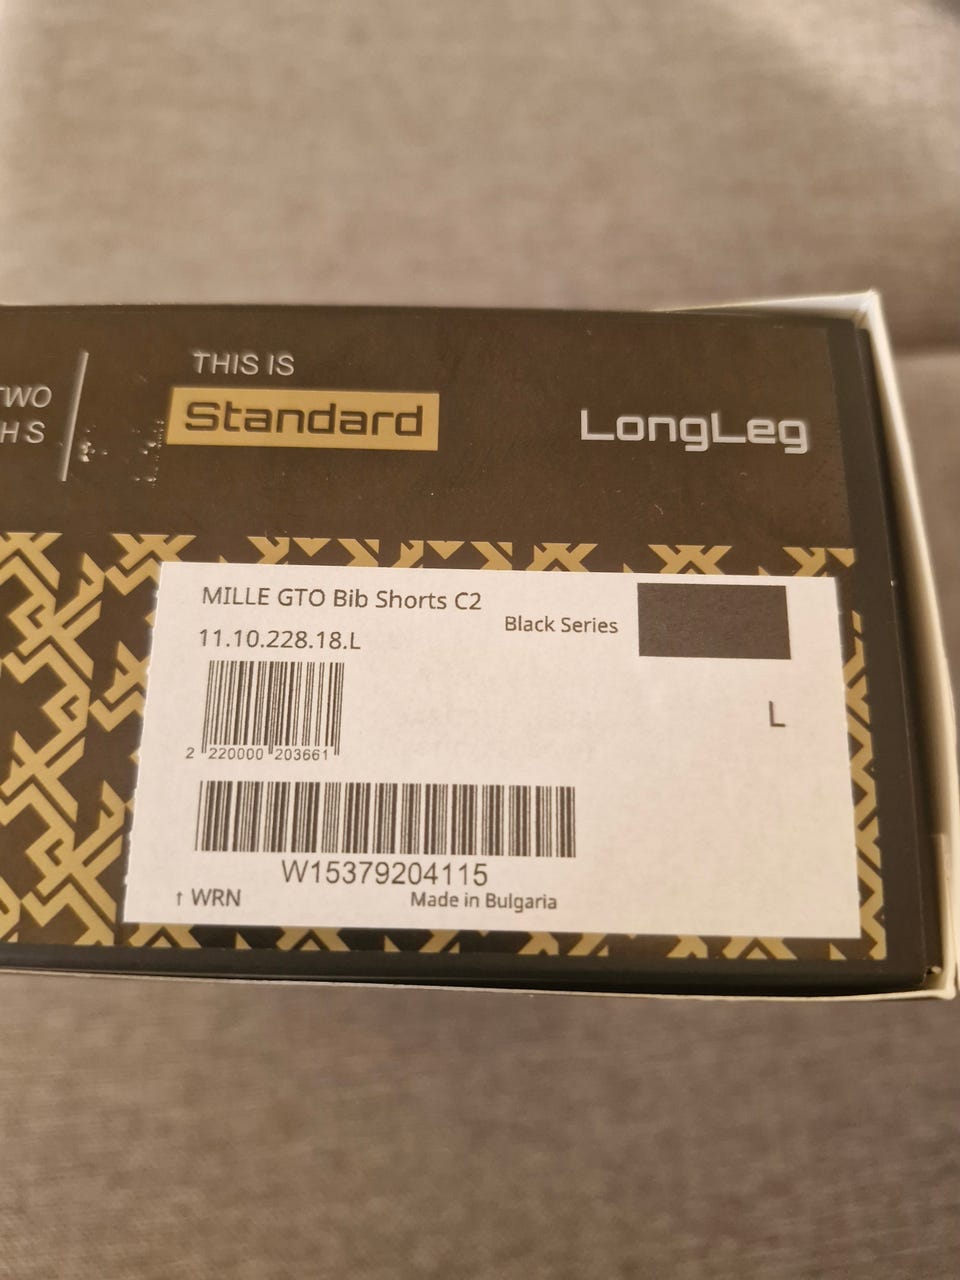 TWO
THIS IS
Standard
LongLeg
MILLE GTO Bib Shorts C2
Black Series
11.10.228.18.L
L
2 220000 203661
W15379204115
↑ WRN
Made in Bulgaria